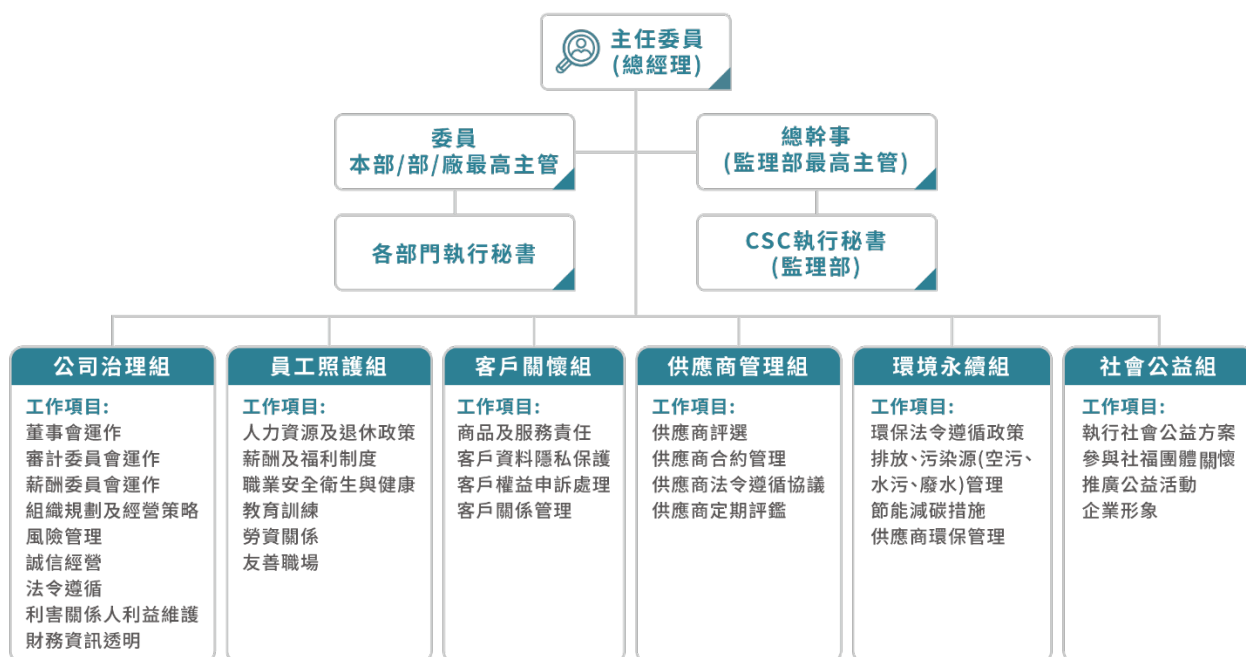 主任委員
(總經理)
委員
本部/部/廠最高主管
總幹事
(監理部最高主管)
各部門執行秘書
CSC執行秘書
(監理部)
公司治理組
工作項目:
董事會運作
審計委員會運作
薪酬委員會運作
組織規劃及經營策略
風險管理
誠信經營
法令遵循
利害關係人利益維護
財務資訊透明
員工照護組
工作項目:
人力資源及退休政策
薪酬及福利制度
職業安全衛生與健康
教育訓練
勞資關係
友善職場
客戶關懷組
工作項目:
商品及服務責任
客戶資料隱私保護
客戶權益申訴處理
客戶關係管理
供應商管理組
工作項目:
供應商評選
供應商合約管理
供應商法令遵循協議
供應商定期評鑑
環境永續組
工作項目:
環保法令遵循政策
排放、污染源(空污、
水污、廢水)管理
節能減碳措施
供應商環保管理
社會公益組
工作項目:
執行社會公益方案
參與社福團體關懷
推廣公益活動
企業形象